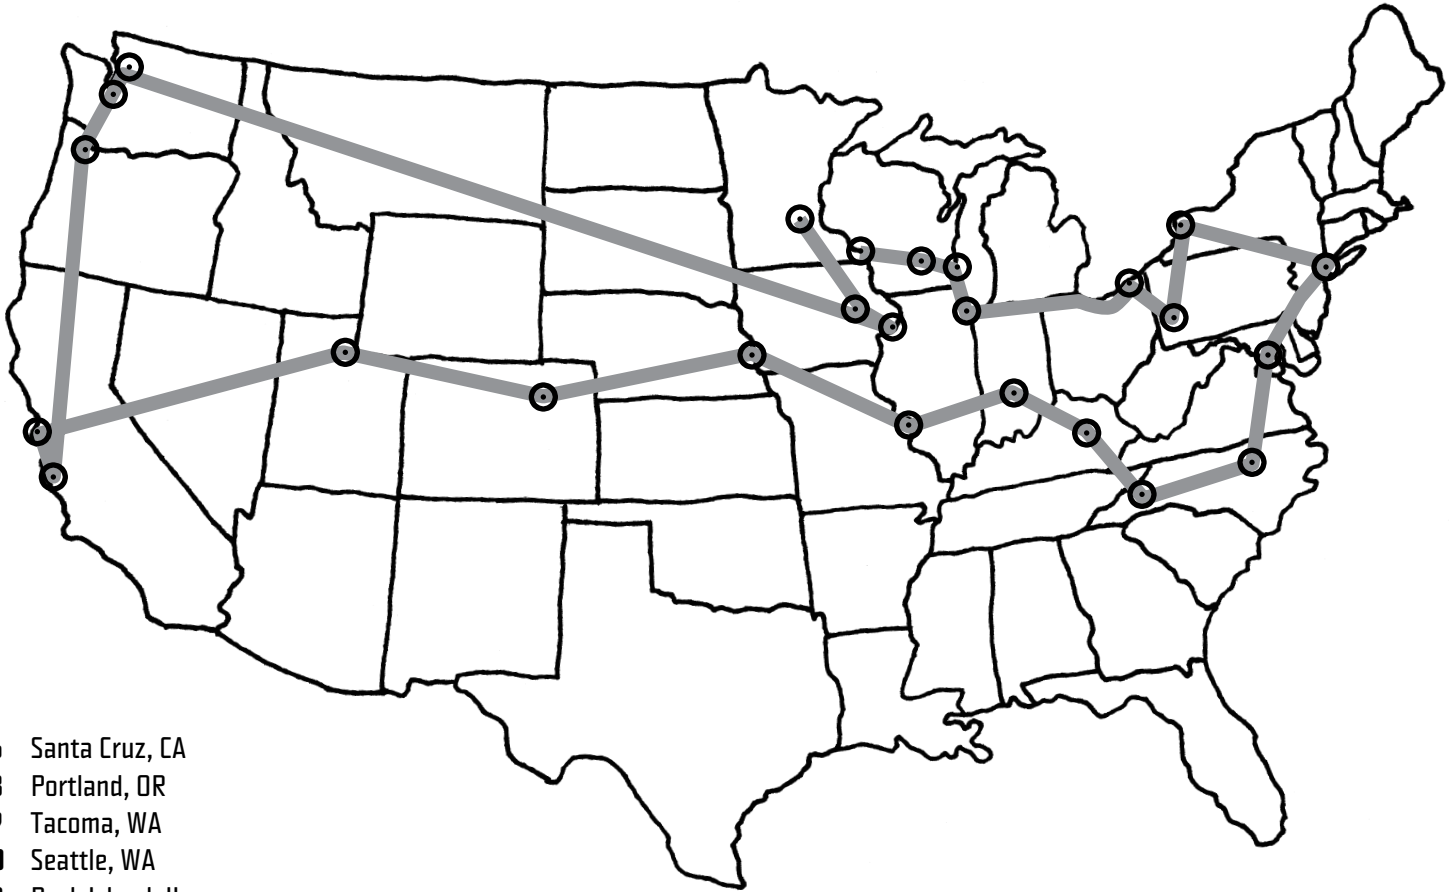 Santa Cruz, CA
Portland, OR
Tacoma, WA
Seattle, WA